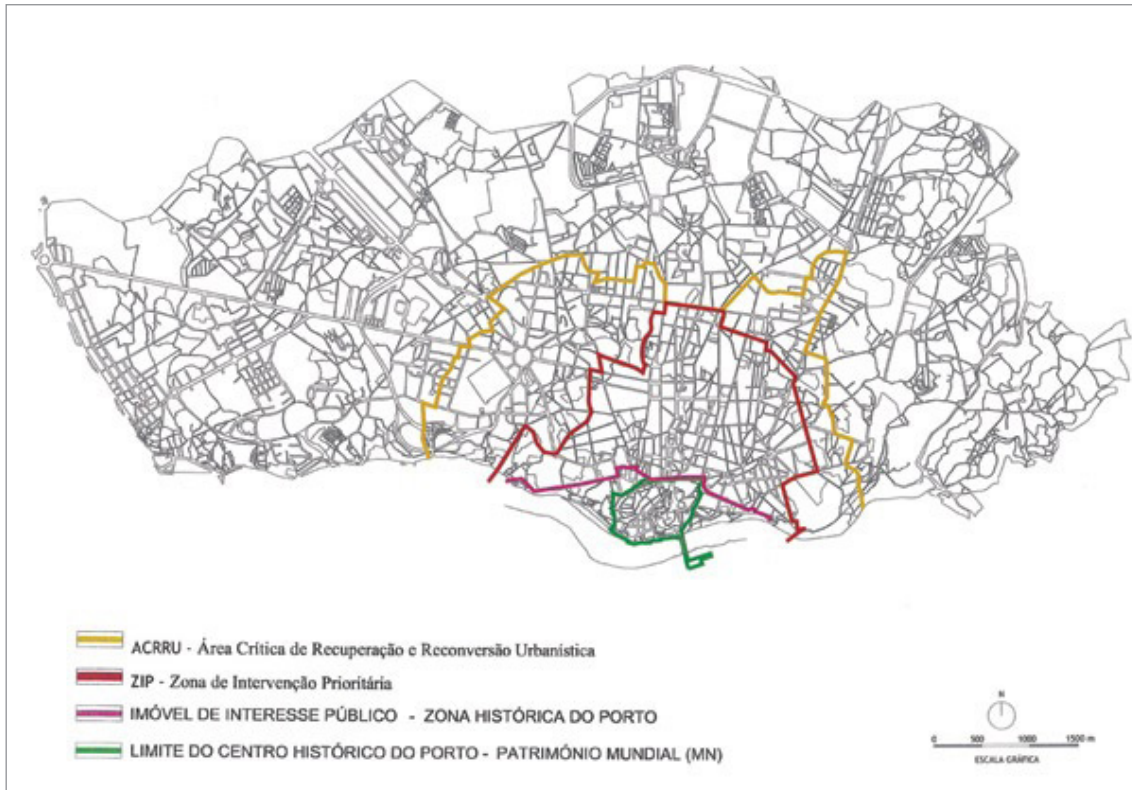 ACRRU - Área Crítica de Recuperação e Reconversão Urbanística
ZIP - Zona de Intervenção Prioritária
IMÓVEL DE INTERESSE PÚBLICO - ZONA HISTÓRICA DO PORTO
LIMITE DO CENTRO HISTÓRICO DO PORTO - PATRIMÓNIO MUNDIAL (MN)
N
0 500 1000 1500 m
ESCALA GRÁFICA